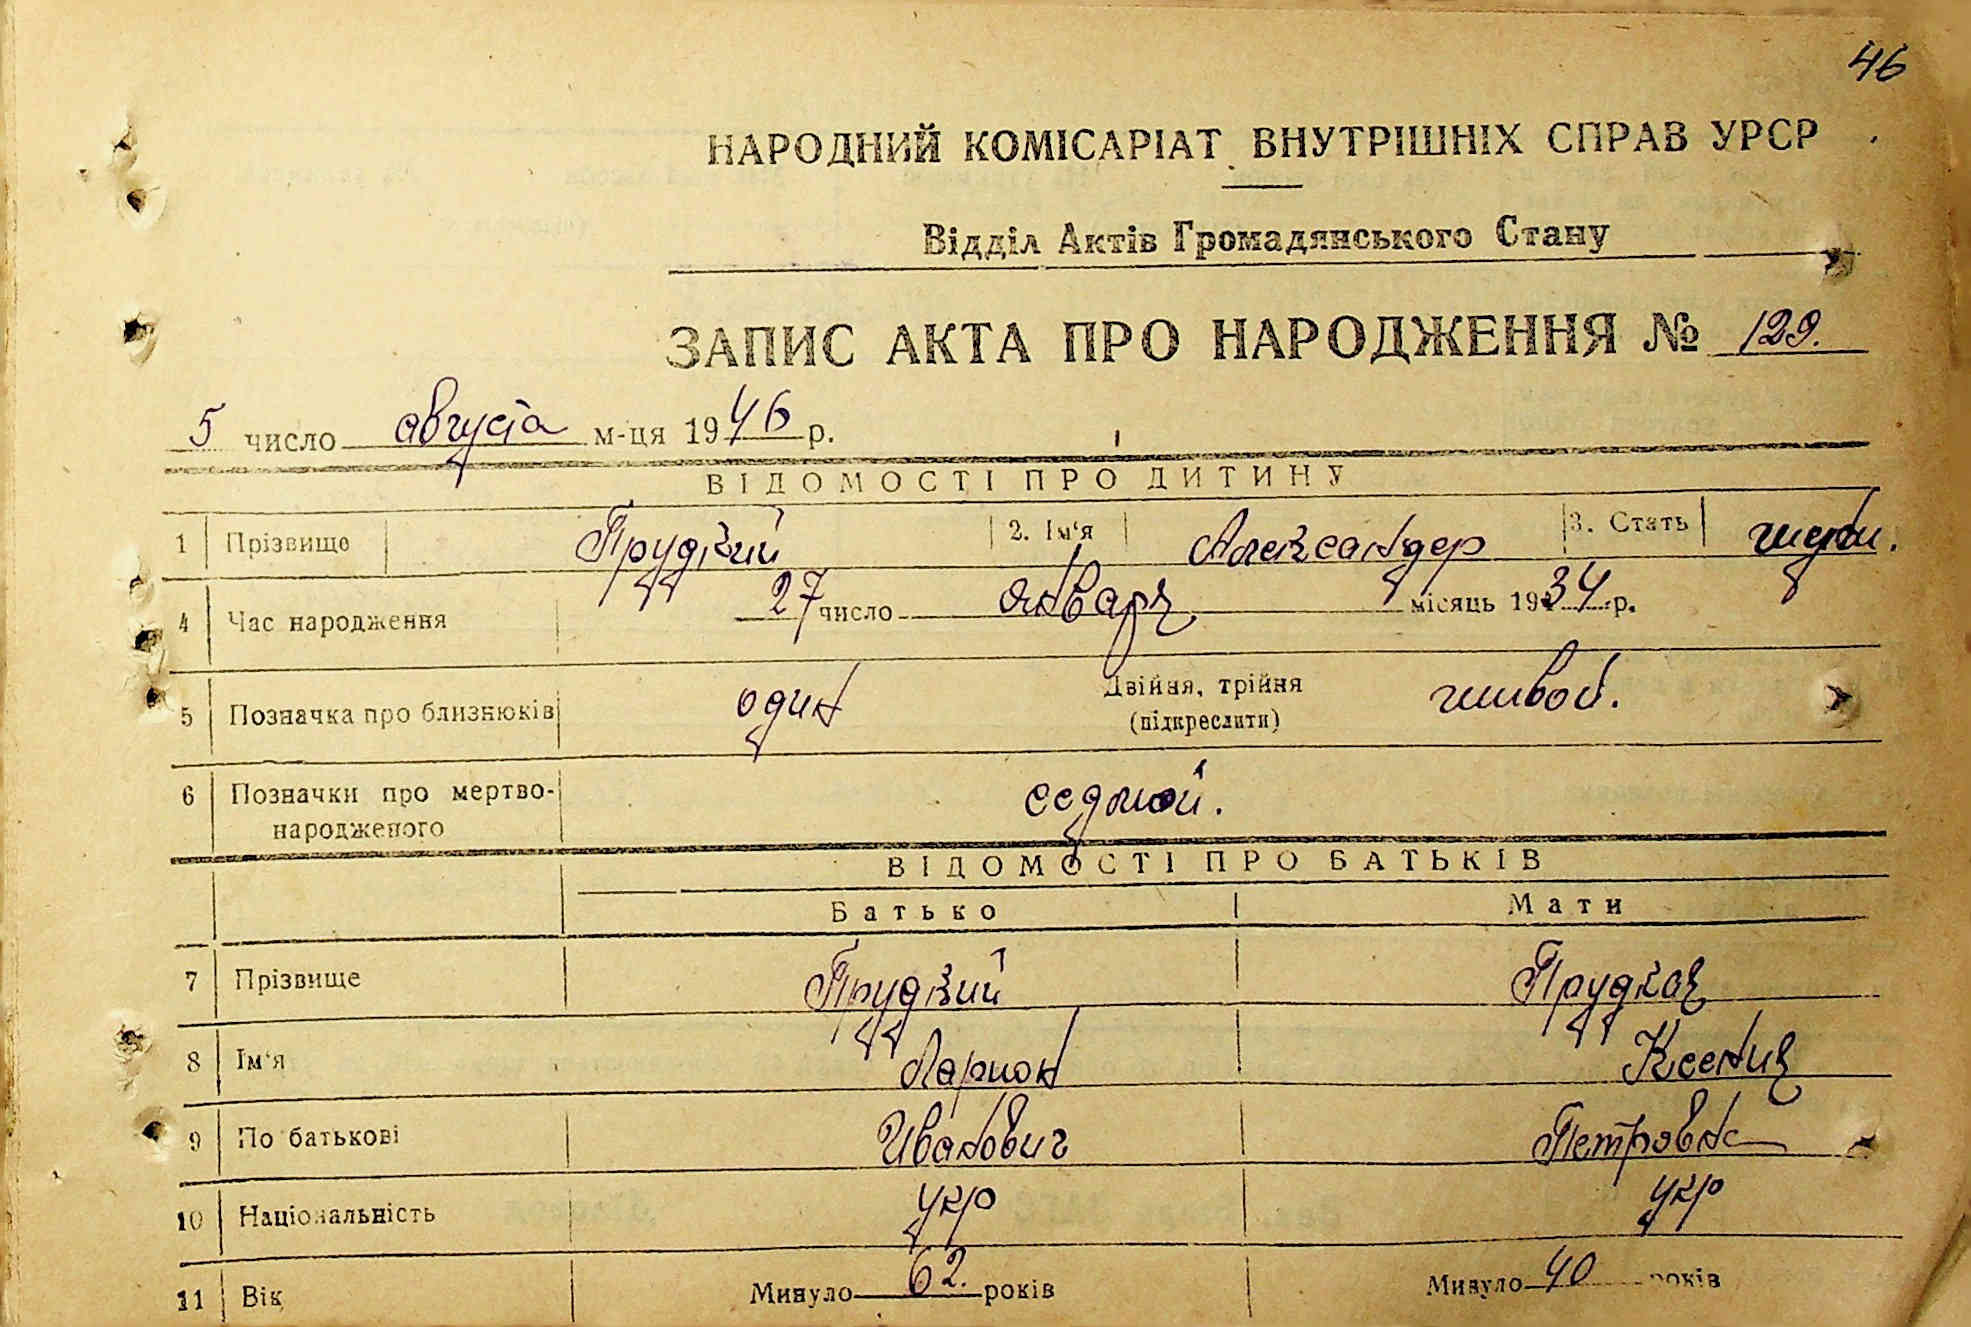 46
НАРОДНИЙ КОМІСАРІАТ ВНУТРІШНІХ СПРАВ УРСР
Відділ Актів Громадянського Стану
ЗАПИС АКТА ПРО НАРОДЖЕННЯ № 129.
5 число августа м-ця 1946 р.
ВІДОМОСТІ ПРО ДИТИНУ
1 Прізвище Прудкий 2. Ім'я Александер 3. Стать
4 Час народження 27 число января місяць 1934 р.
5 Позначка про близнюків один Двійня, трійня (підкреслити) живой.
6 Позначки про мертво-
народженого седмой.
ВІДОМОСТІ ПРО БАТЬКІВ
Батько Мати
7 Прізвище Прудкий Прудкая
8 Ім'я Ларион Ксения
9 По батькові Иванович Петровна
10 Національність укр укр
11 Вік Минуло 62. років Минуло 40 років